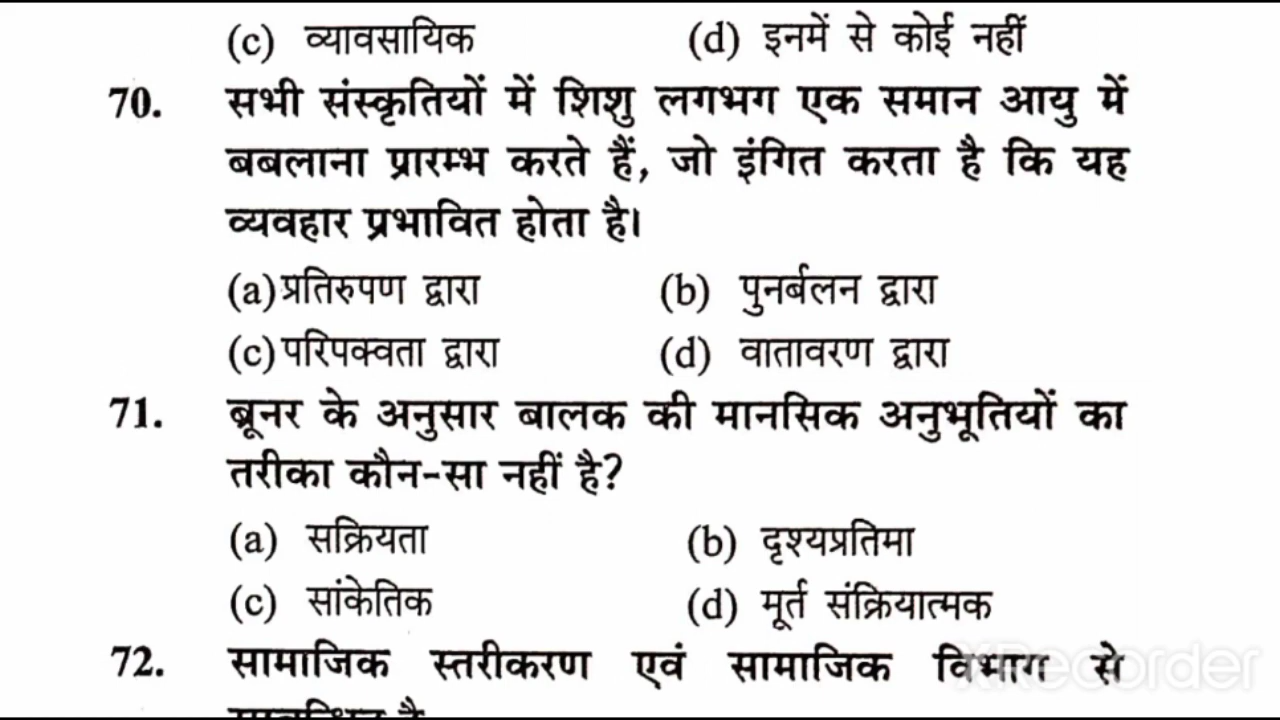 (c) व्यावसायिक (d) इनमें से कोई नहीं
70. सभी संस्कृतियों में शिशु लगभग एक समान आयु में
बबलाना प्रारम्भ करते हैं, जो इंगित करता है कि यह
व्यवहार प्रभावित होता है।
(a) प्रतिरुपण द्वारा (b) पुनर्बलन द्वारा
(c) परिपक्वता द्वारा (d) वातावरण द्वारा
71. ब्रूनर के अनुसार बालक की मानसिक अनुभूतियों का
तरीका कौन-सा नहीं है?
(a) सक्रियता (b) दृश्यप्रतिमा
(c) सांकेतिक (d) मूर्त संक्रियात्मक
72. सामाजिक स्तरीकरण एवं सामाजिक विभाग से
XRecorder